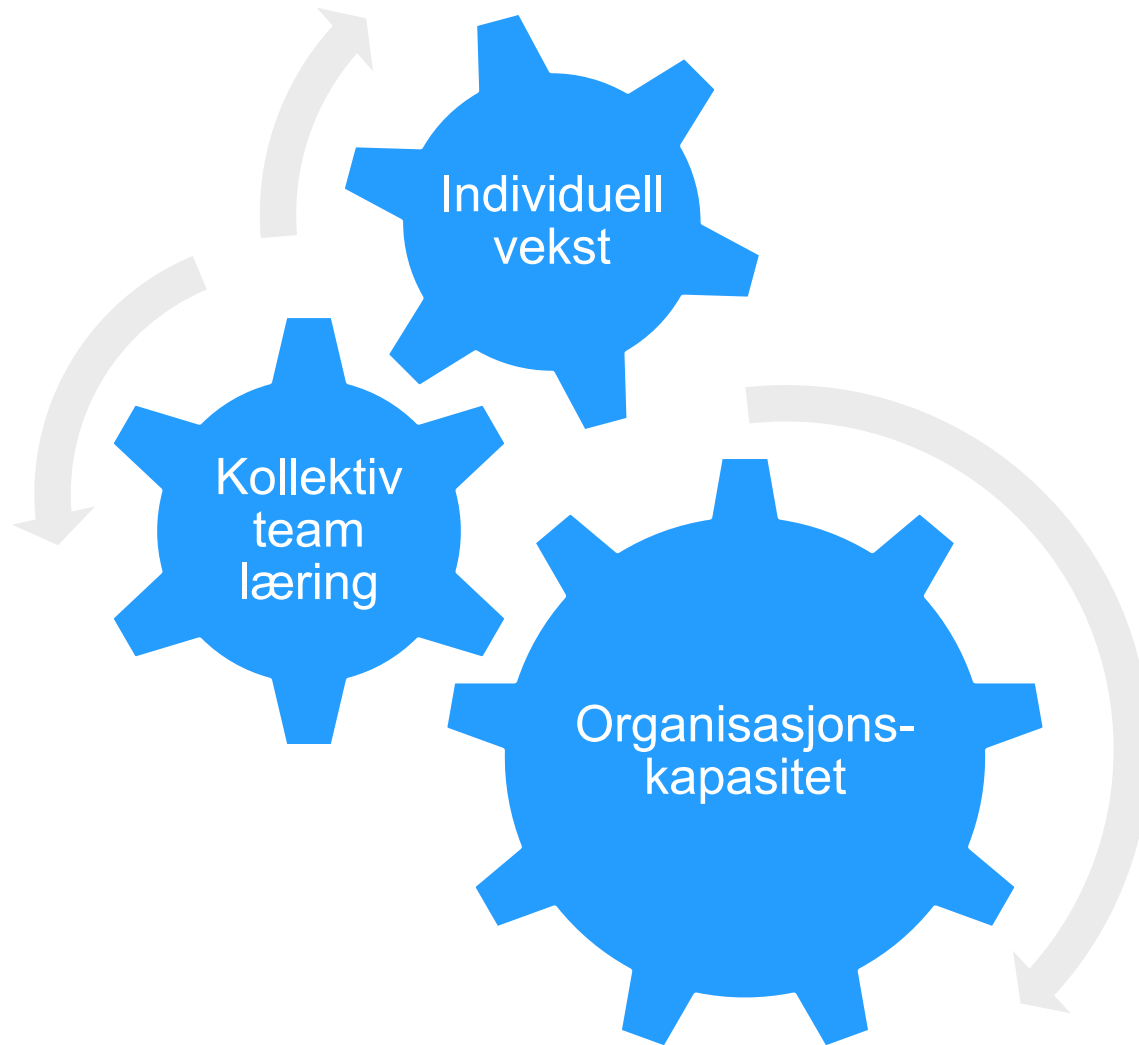 Individuell
vekst
Kollektiv
team
læring
Organisasjons-
kapasitet